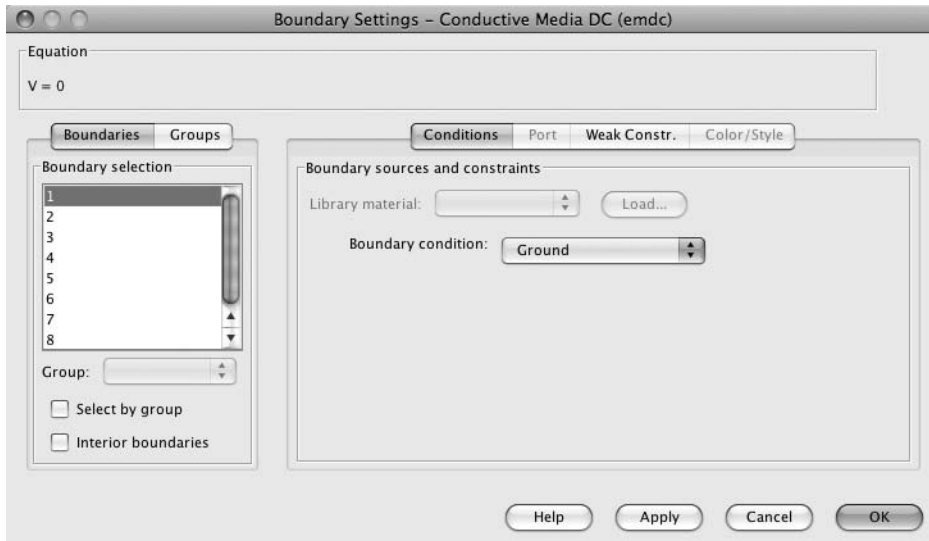 Boundary Settings – Conductive Media DC (emdc)
Equation
V = 0
Boundaries Groups
Boundary selection
1
2
3
4
5
6
7
8
Group:
Select by group
Interior boundaries
Conditions Port Weak Constr. Color/Style
Boundary sources and constraints
Library material: Load...
Boundary condition: Ground
Help Apply Cancel OK